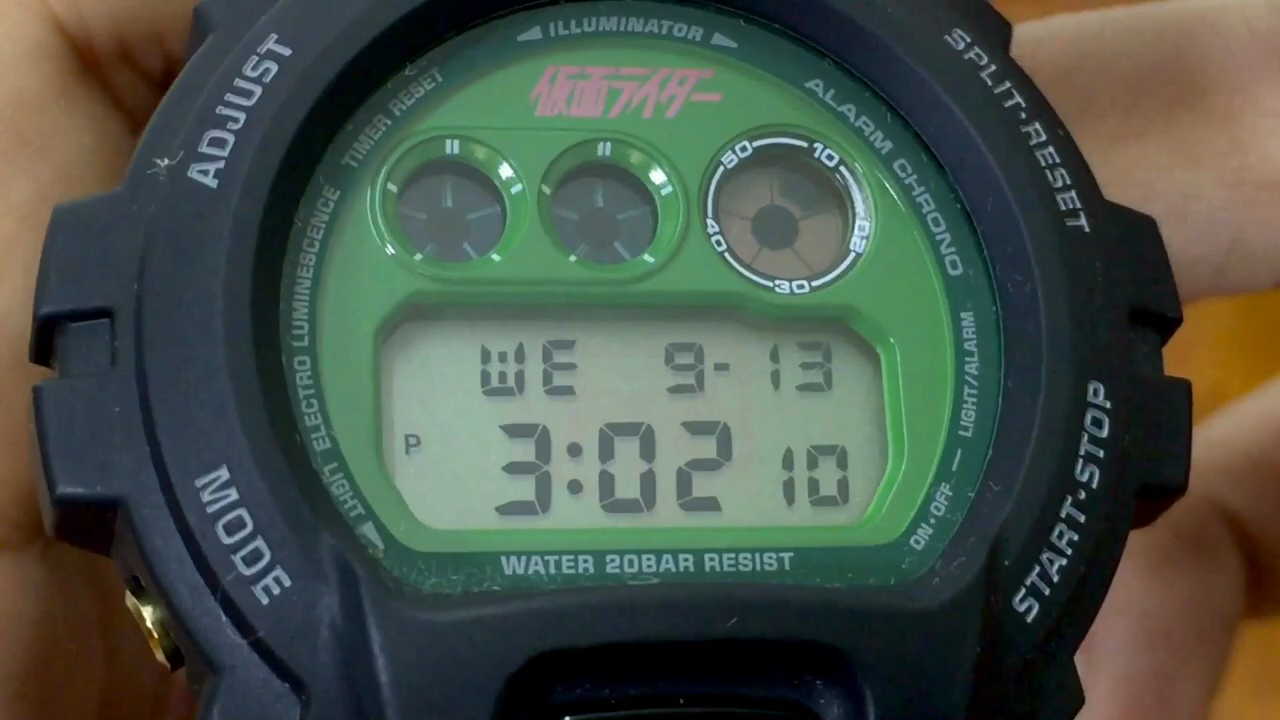 ILLUMINATOR
仮面ライダー
ADJUST
TIMER RESET
ALARM CHRONO
SPLIT·RESET
50 10
40 20
30
ELECTRO LUMINESCENCE
LIGHT
WE 9-13
P 3:02 10
LIGHT/ALARM
ON·OFF
MODE
START·STOP
WATER 20BAR RESIST